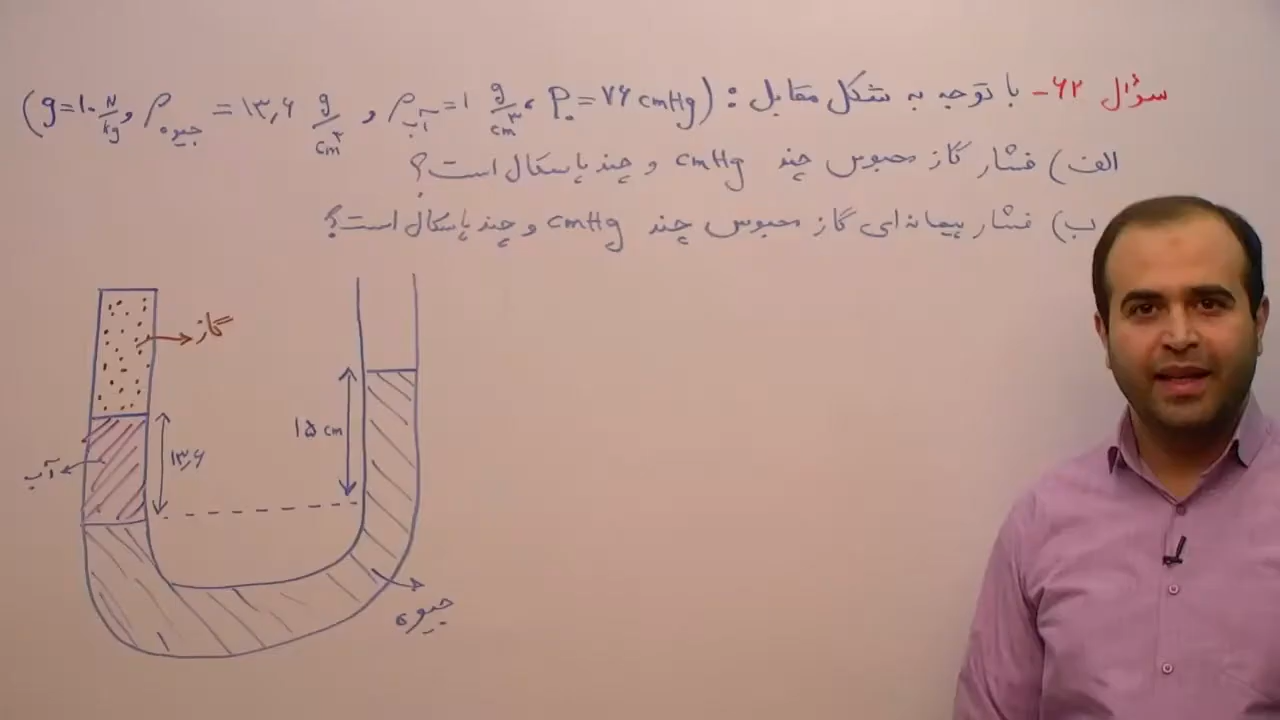 سؤال ۶۲- با توجه به شکل مقابل : (g=۱۰ N/kg و ρجیوه = ۱۳٫۶ g/cm³ و ρآب = ۱ g/cm³ ، P₀ = ۷۶ cmHg)
الف) فشار گاز محبوس چند cmHg و چند پاسکال است؟
ب) فشار پیمانه‌ای گاز محبوس چند cmHg و چند پاسکال است؟
گاز
۱۵ cm
۱۳٫۶
آب
جیوه